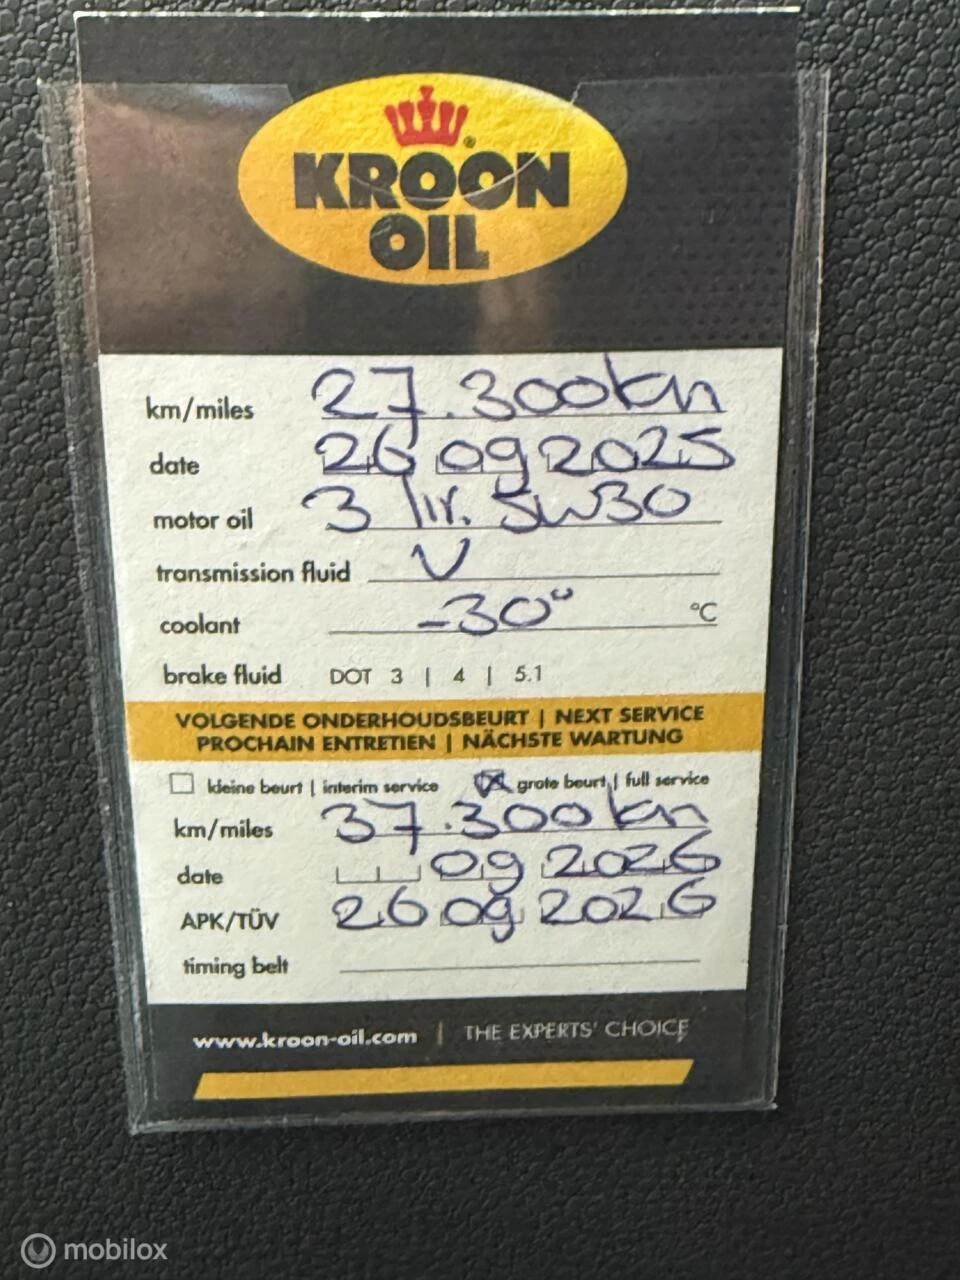 KROON
OIL
km/miles 27.300km
date 26 09 2025
motor oil 3 lir. 5W30
transmission fluid V
coolant -30° °C
brake fluid DOT 3 | 4 | 5.1
VOLGENDE ONDERHOUDSBEURT | NEXT SERVICE
PROCHAIN ENTRETIEN | NÄCHSTE WARTUNG
kleine beurt | interim service grote beurt | full service
km/miles 37.300 km
date 09 2026
APK/TÜV 26 09 2026
timing belt
www.kroon-oil.com | THE EXPERTS' CHOICE
mobilox